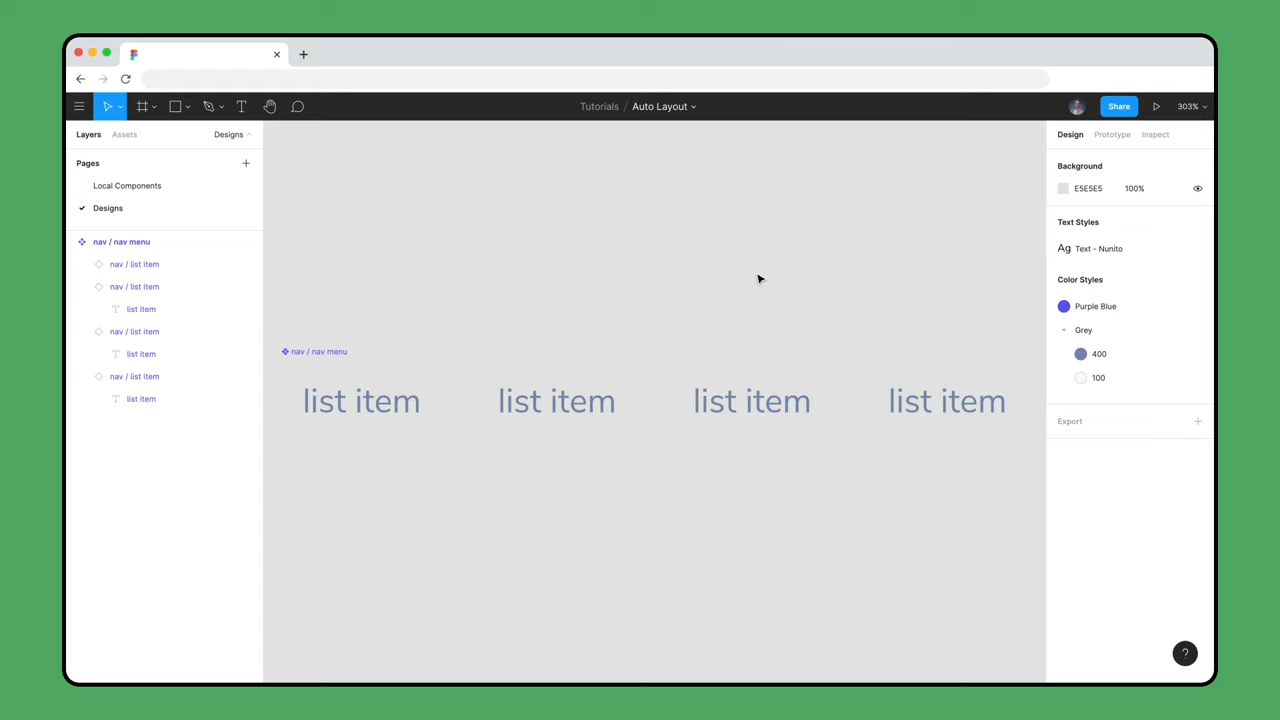 Tutorials / Auto Layout
Share
303%
Layers Assets Designs
Pages
Local Components
Designs
nav / nav menu
nav / list item
nav / list item
list item
nav / list item
list item
nav / list item
list item
nav / nav menu
list item list item list item list item
Design Prototype Inspect
Background
E5E5E5 100%
Text Styles
Ag Text - Nunito
Color Styles
Purple Blue
Grey
400
100
Export
?